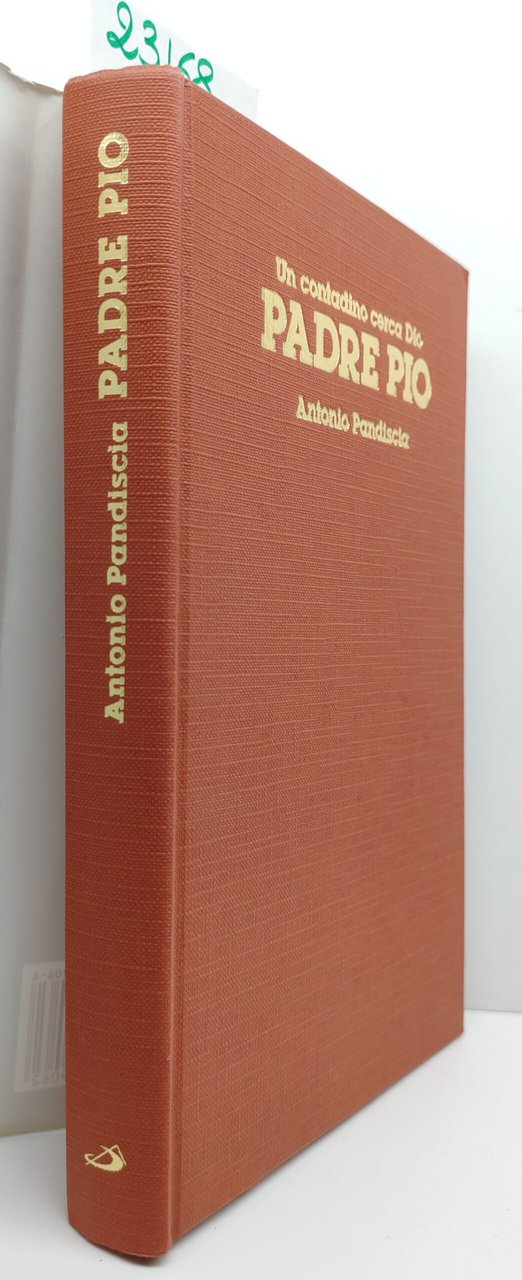 23168
Antonio Pandiscia PADRE PIO
Un contadino cerca Dio
PADRE PIO
Antonio Pandiscia